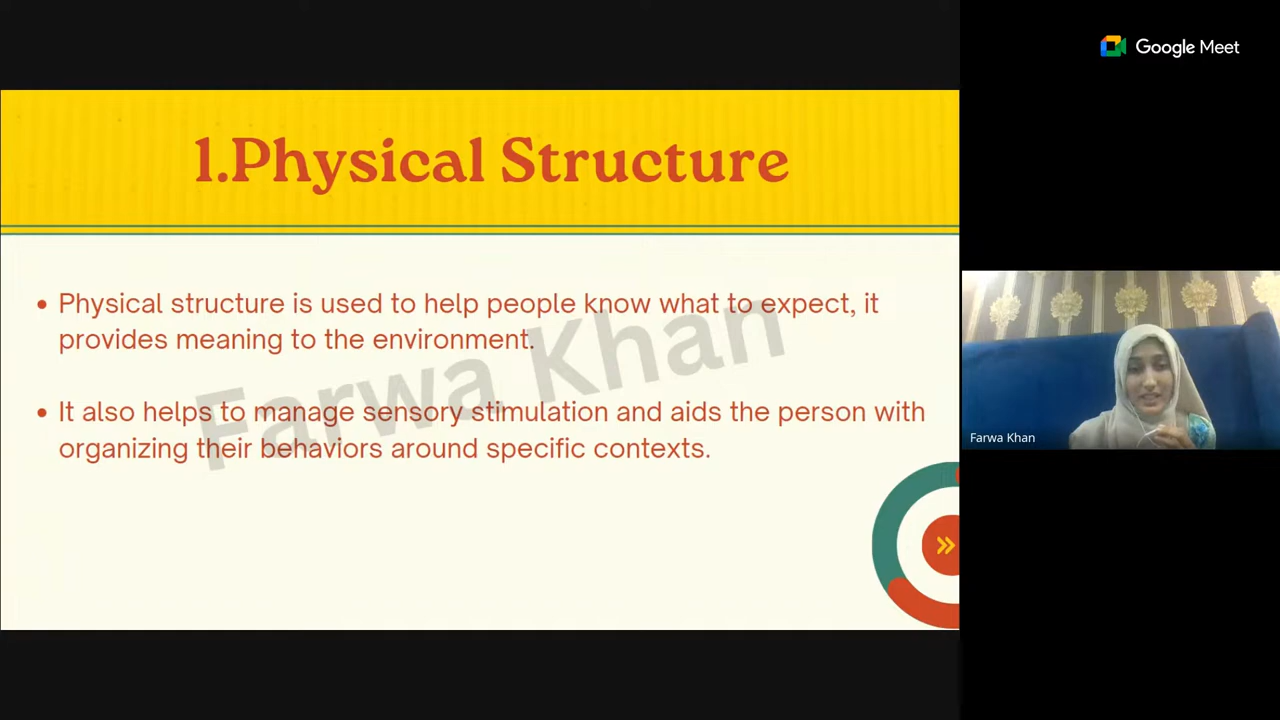 Google Meet
1.Physical Structure
• Physical structure is used to help people know what to expect, it
provides meaning to the environment.
• It also helps to manage sensory stimulation and aids the person with
organizing their behaviors around specific contexts.
Farwa Khan
Farwa Khan